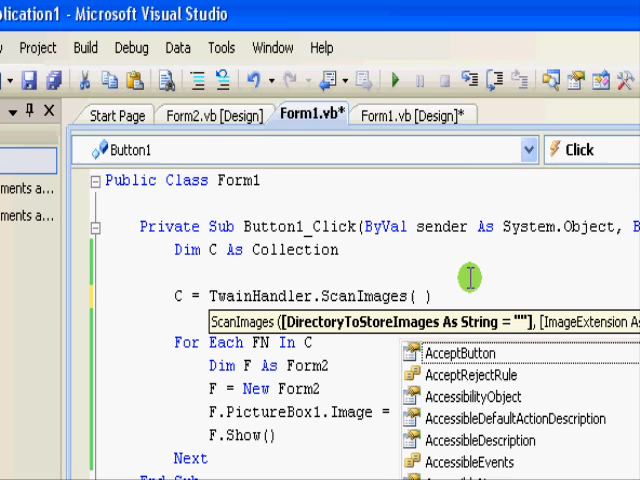 plication1 - Microsoft Visual Studio
w Project Build Debug Data Tools Window Help
Start Page Form2.vb [Design] Form1.vb* Form1.vb [Design]*
Button1 Click
ments a...
ments a...
Public Class Form1
Private Sub Button1_Click(ByVal sender As System.Object, B
Dim C As Collection
C = TwainHandler.ScanImages( )
ScanImages ([DirectoryToStoreImages As String = ""], [ImageExtension As
For Each FN In C
Dim F As Form2
F = New Form2
F.PictureBox1.Image =
F.Show()
Next
End Sub
AcceptButton
AcceptRejectRule
AccessibilityObject
AccessibleDefaultActionDescription
AccessibleDescription
AccessibleEvents